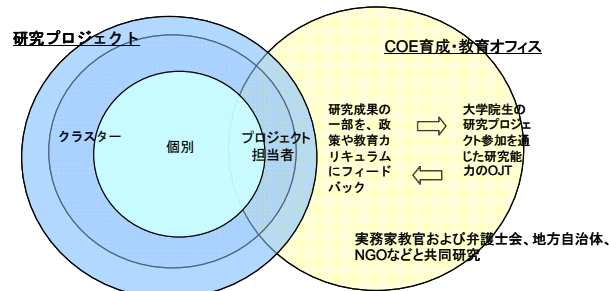 研究プロジェクト
COE育成・教育オフィス
クラスター
個別
プロジェクト
担当者
研究成果の
一部を、政
策や教育カ
リキュラム
にフィード
バック
大学院生の
研究プロジェ
クト参加を通
じた研究能
力のOJT
実務家教官および弁護士会、地方自治体、
NGOなどと共同研究